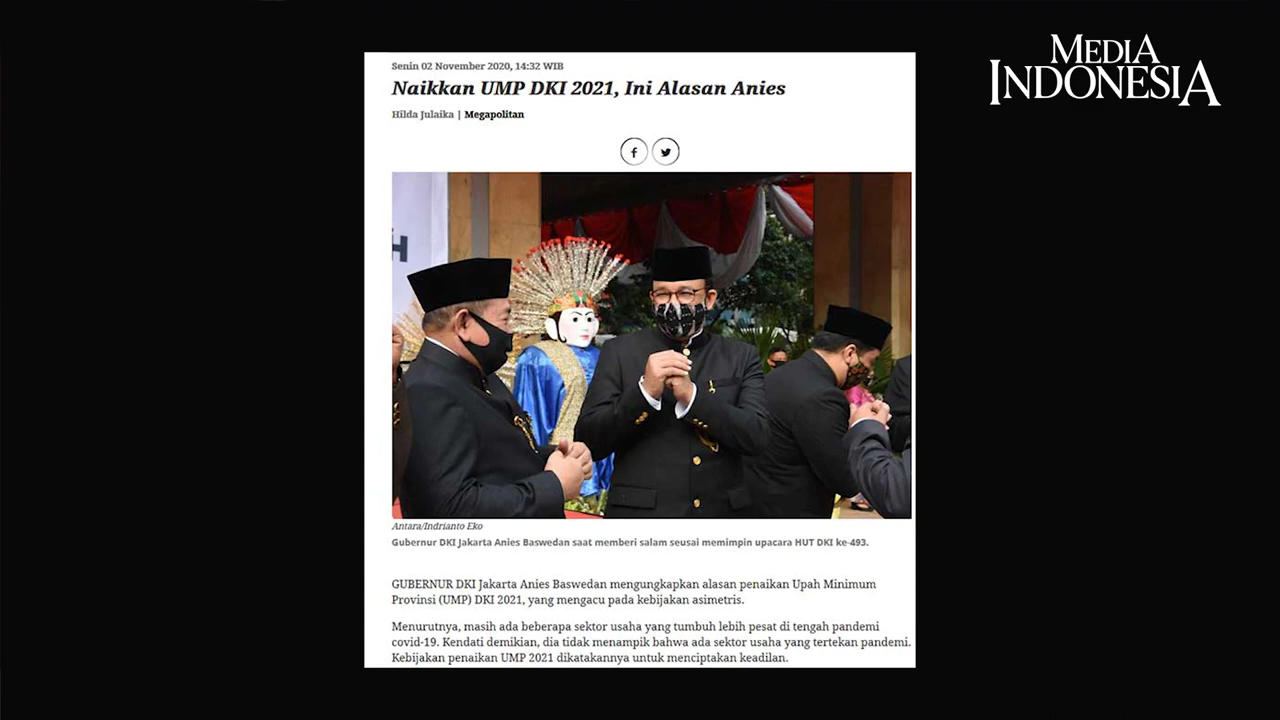 MEDIA
INDONESIA
Senin 02 November 2020, 14:32 WIB
Naikkan UMP DKI 2021, Ini Alasan Anies
Hilda Julaika | Megapolitan
H
Antara/Indrianto Eko
Gubernur DKI Jakarta Anies Baswedan saat memberi salam seusai memimpin upacara HUT DKI ke-493.
GUBERNUR DKI Jakarta Anies Baswedan mengungkapkan alasan penaikan Upah Minimum
Provinsi (UMP) DKI 2021, yang mengacu pada kebijakan asimetris.
Menurutnya, masih ada beberapa sektor usaha yang tumbuh lebih pesat di tengah pandemi
covid-19. Kendati demikian, dia tidak menampik bahwa ada sektor usaha yang tertekan pandemi.
Kebijakan penaikan UMP 2021 dikatakannya untuk menciptakan keadilan.